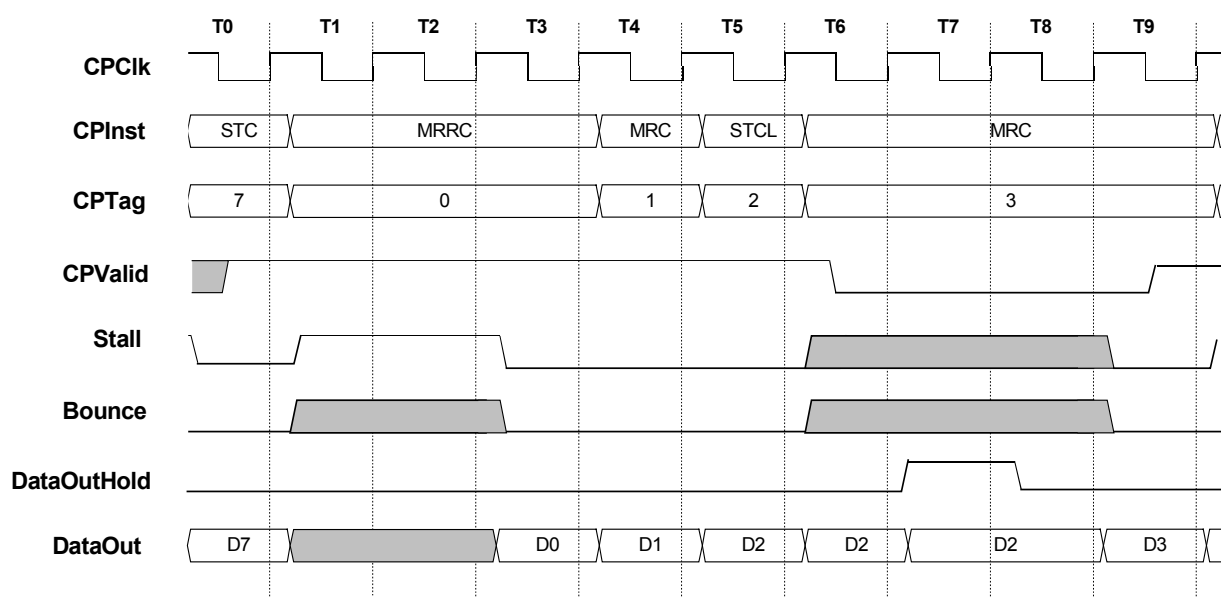 T0 T1 T2 T3 T4 T5 T6 T7 T8 T9
CPClk
CPInst STC MRRC MRC STCL MRC
CPTag 7 0 1 2 3
CPValid
Stall
Bounce
DataOutHold
DataOut D7 D0 D1 D2 D2 D2 D3